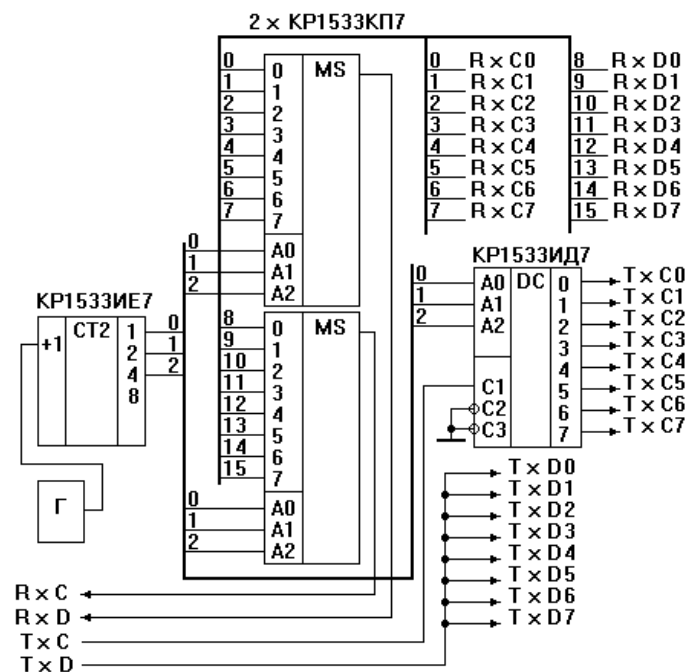 2 × КР1533КП7
0 0 MS
1 1
2 2
3 3
4 4
5 5
6 6
7 7
0 A0
1 A1
2 A2
0 R×C0
1 R×C1
2 R×C2
3 R×C3
4 R×C4
5 R×C5
6 R×C6
7 R×C7
8 R×D0
9 R×D1
10 R×D2
11 R×D3
12 R×D4
13 R×D5
14 R×D6
15 R×D7
КР1533ИЕ7
+1 CT2 1 0
2 1
4 2
8
Г
8 0 MS
9 1
10 2
11 3
12 4
13 5
14 6
15 7
0 A0
1 A1
2 A2
КР1533ИД7
0 A0 DC 0 T×C0
1 A1 1 T×C1
2 A2 2 T×C2
3 T×C3
4 T×C4
C1 5 T×C5
C2 6 T×C6
C3 7 T×C7
T×D0
T×D1
T×D2
T×D3
T×D4
T×D5
T×D6
T×D7
R×C
R×D
T×C
T×D